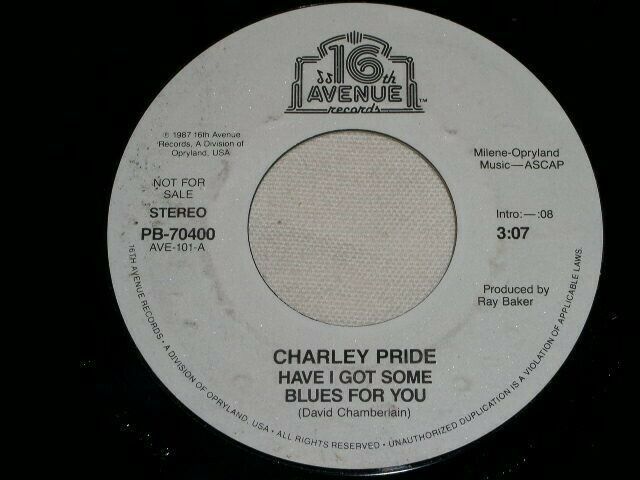 16th
AVENUE™
records
℗ 1987 16th Avenue
Records, A Division of
Opryland, USA
NOT FOR
SALE
STEREO
PB-70400
AVE-101-A
Milene-Opryland
Music—ASCAP
Intro:—:08
3:07
Produced by
Ray Baker
CHARLEY PRIDE
HAVE I GOT SOME
BLUES FOR YOU
(David Chamberlain)
16TH AVENUE RECORDS • A DIVISION OF OPRYLAND, USA • ALL RIGHTS RESERVED • UNAUTHORIZED DUPLICATION IS A VIOLATION OF APPLICABLE LAWS.